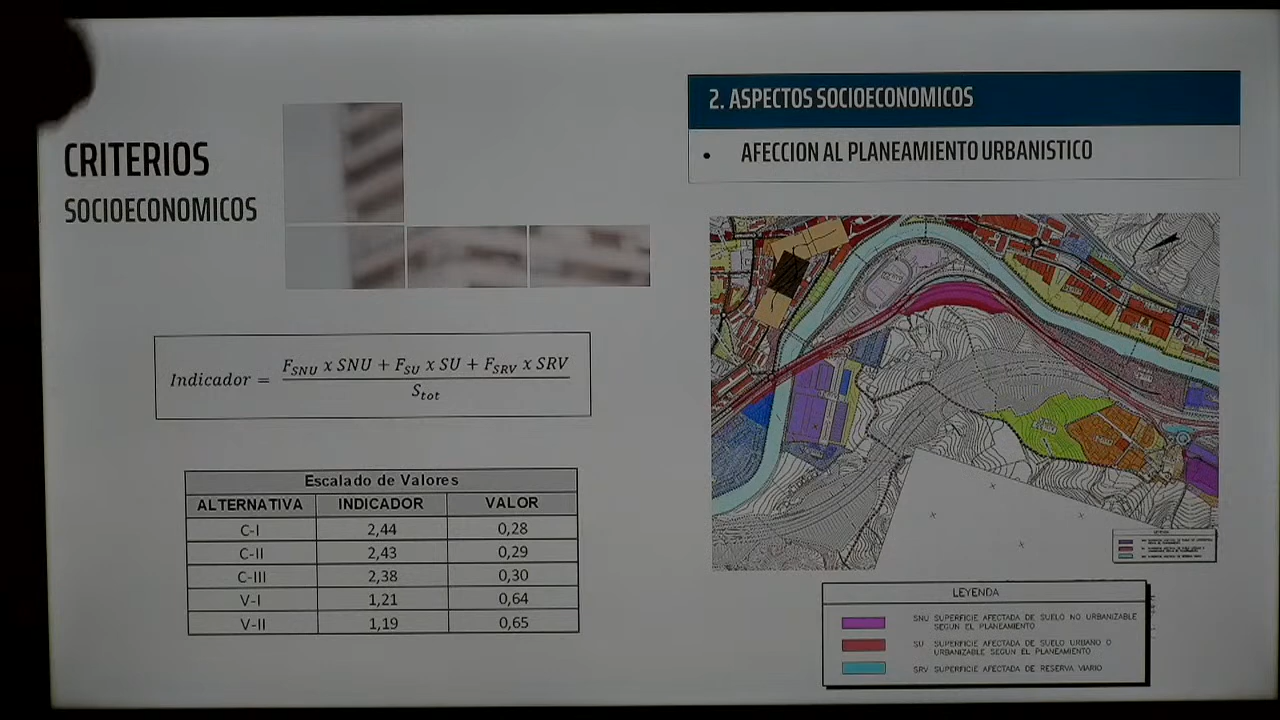 CRITERIOS
SOCIOECONOMICOS
2. ASPECTOS SOCIOECONOMICOS
• AFECCION AL PLANEAMIENTO URBANISTICO
Indicador = (F_SNU x SNU + F_SU x SU + F_SRV x SRV) / S_tot
Escalado de Valores
ALTERNATIVA INDICADOR VALOR
C-I 2,44 0,28
C-II 2,43 0,29
C-III 2,38 0,30
V-I 1,21 0,64
V-II 1,19 0,65
LEYENDA
SNU SUPERFICIE AFECTADA DE SUELO NO URBANIZABLE
SEGUN EL PLANEAMIENTO
SU SUPERFICIE AFECTADA DE SUELO URBANO O
URBANIZABLE SEGUN EL PLANEAMIENTO
SRV SUPERFICIE AFECTADA DE RESERVA VIARIO